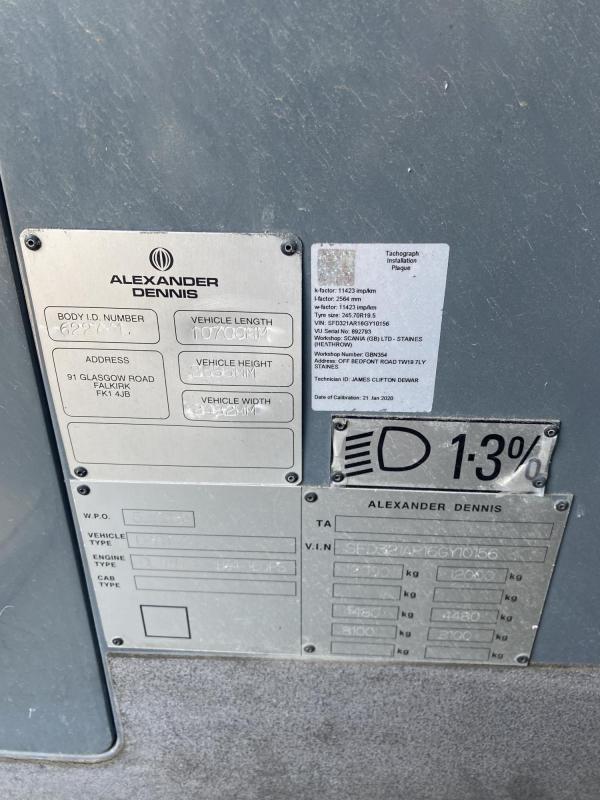 ALEXANDER
DENNIS
BODY I.D. NUMBER
VEHICLE LENGTH
10700MM
ADDRESS
91 GLASGOW ROAD
FALKIRK
FK1 4JB
VEHICLE HEIGHT
VEHICLE WIDTH
Tachograph
Installation
Plaque
k-factor: 11423 imp/km
l-factor: 2564 mm
w-factor: 11423 imp/km
Tyre size: 245.70R19.5
VIN: SFD321AR16GY10156
VU Serial No: 892793
Workshop: SCANIA (GB) LTD - STAINES
(HEATHROW)
Workshop Number: GBN354
Address: OFF BEDFONT ROAD TW19 7LY
STAINES
Technician ID: JAMES CLIFTON DEWAR
Date of Calibration: 21 Jan 2020
1·3%
W.P.O.
VEHICLE
TYPE
ENGINE
TYPE
CAB
TYPE
ALEXANDER DENNIS
TA
V.I.N SFD321AR16GY10156
kg 12000 kg
kg kg
4480 kg 4480 kg
8100 kg 8100 kg
kg kg